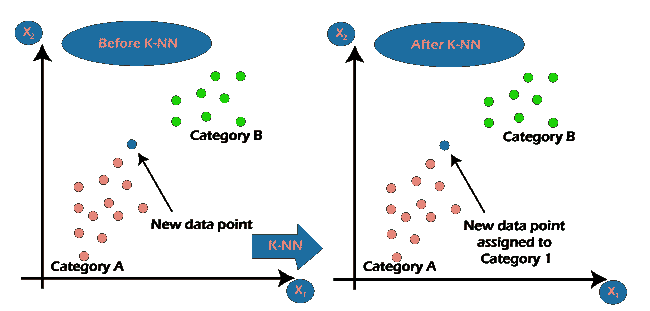 X2
Before K-NN
Category B
New data point
Category A
X1
K-NN
X2
After K-NN
Category B
New data point
assigned to
Category 1
Category A
X1